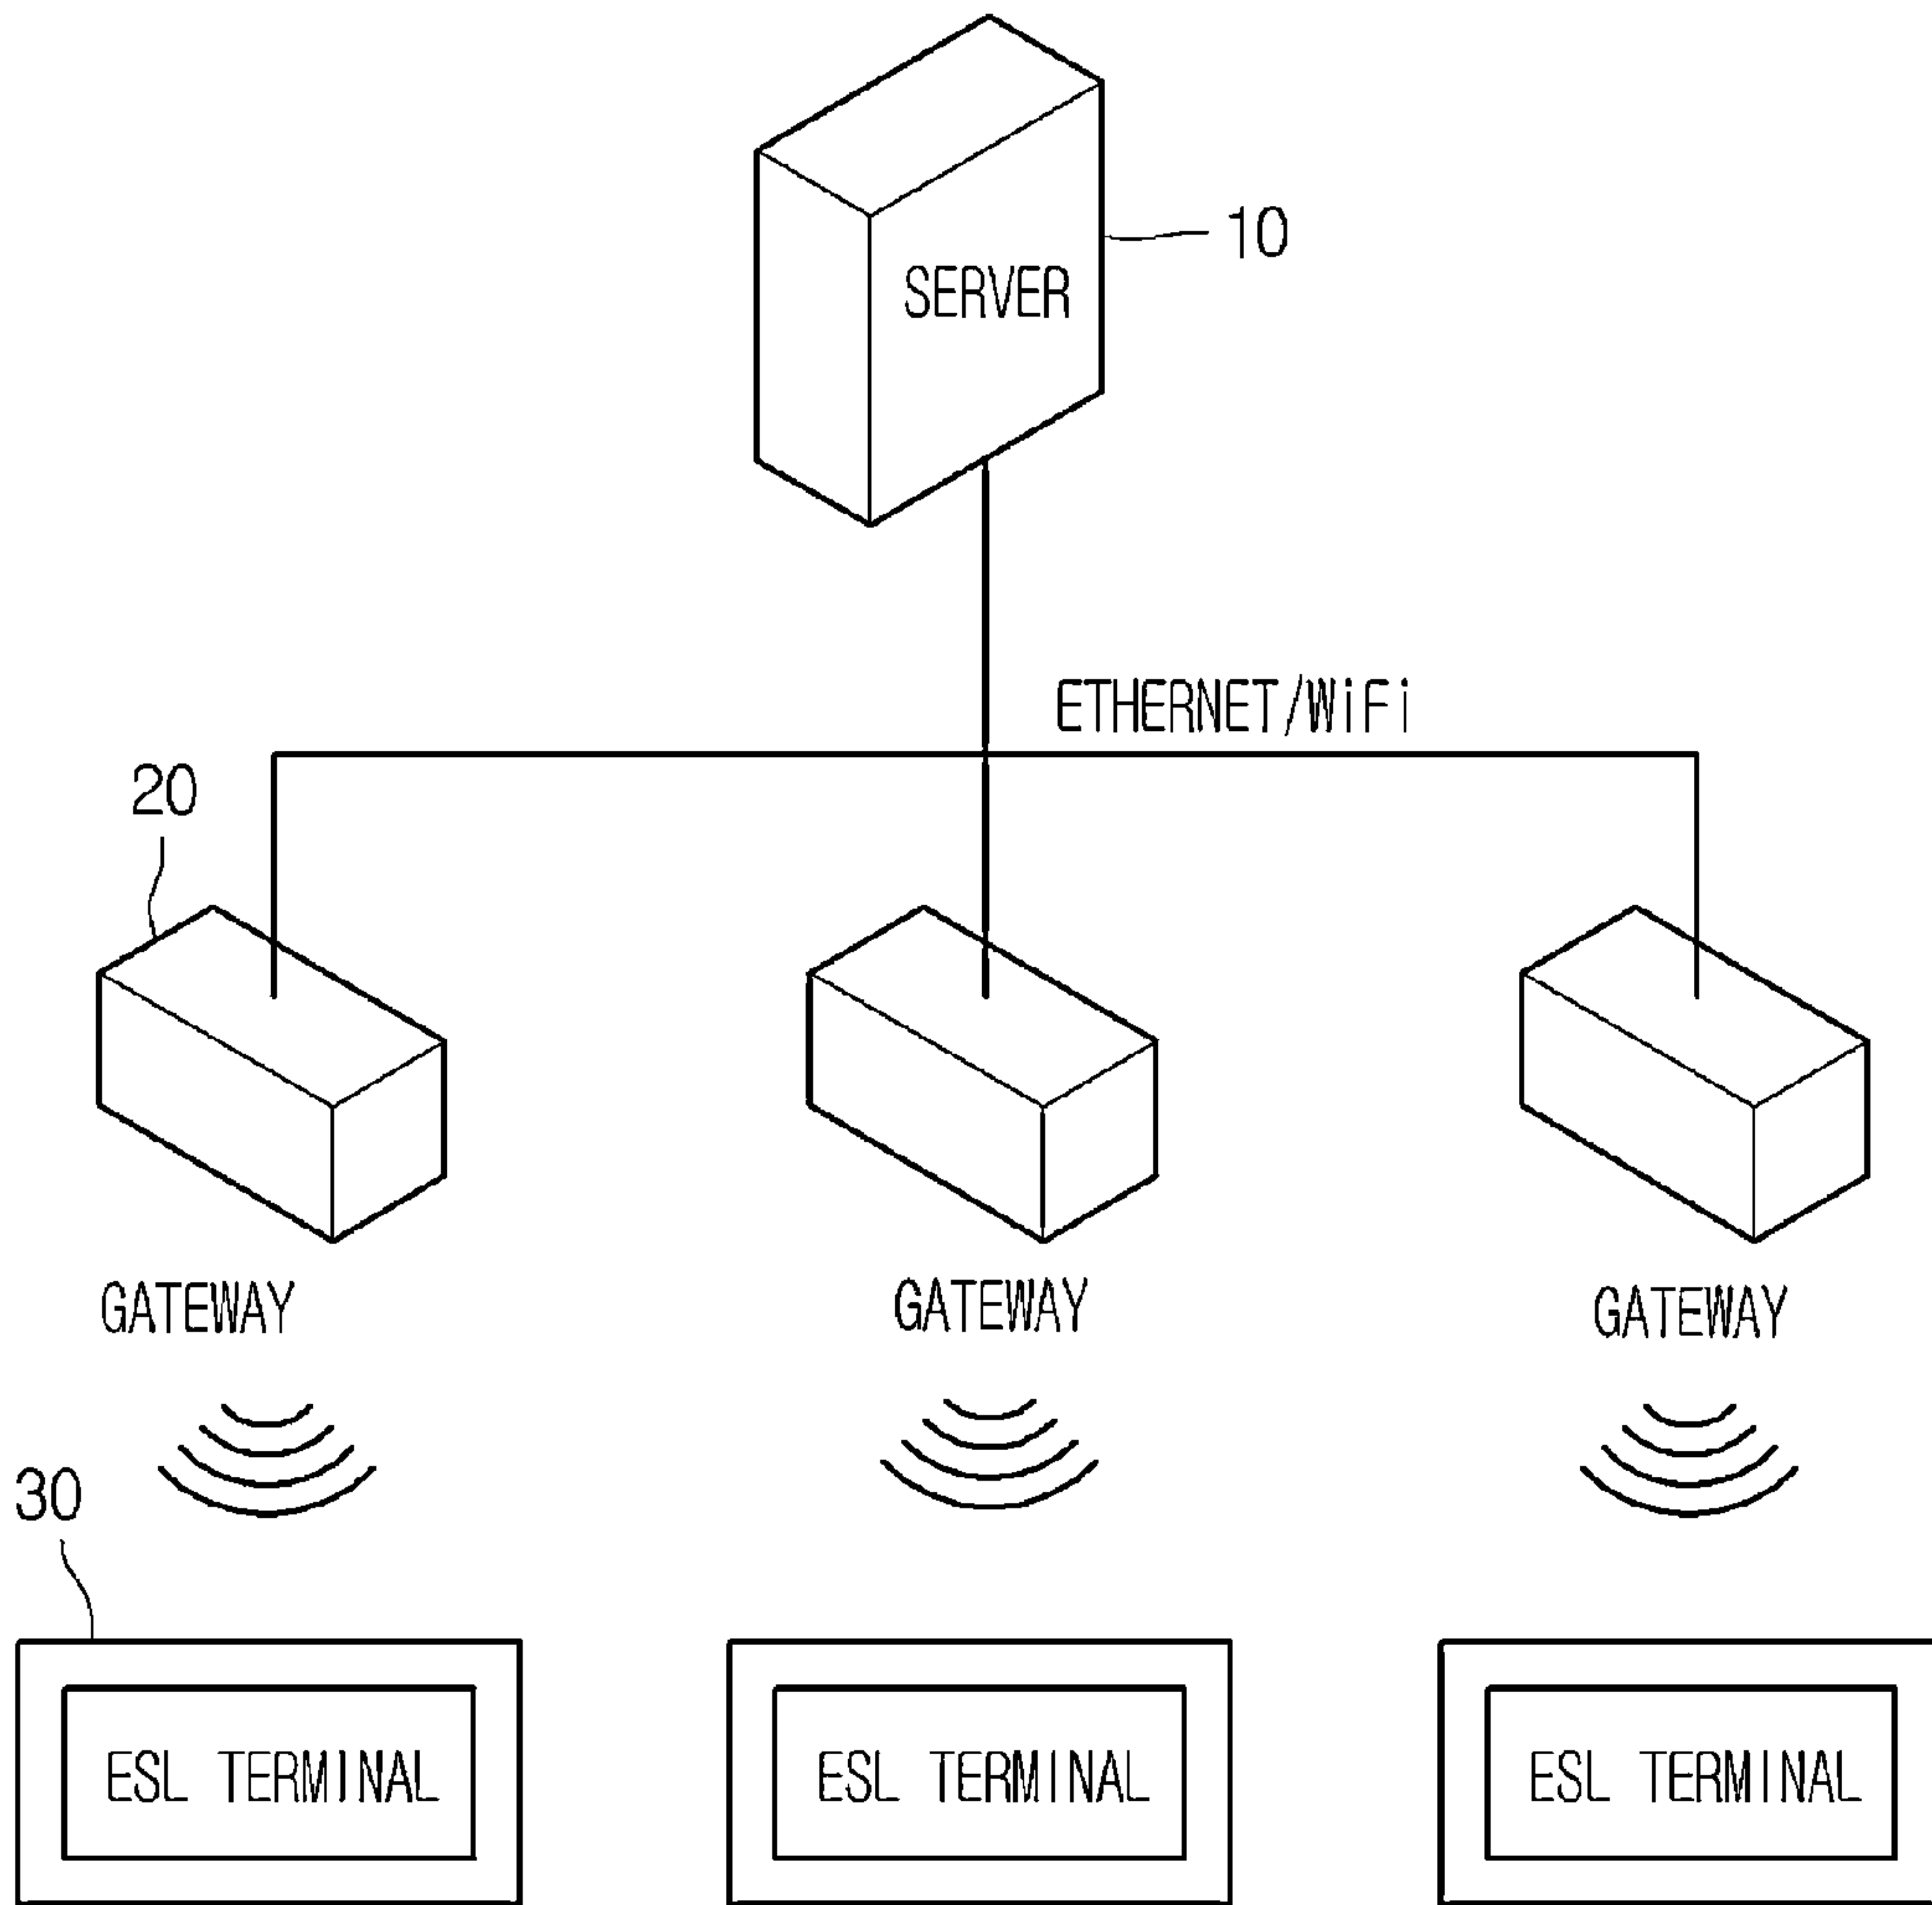 10
SERVER
ETHERNET/WiFi
20
GATEWAY
GATEWAY
GATEWAY
30
ESL TERMINAL
ESL TERMINAL
ESL TERMINAL